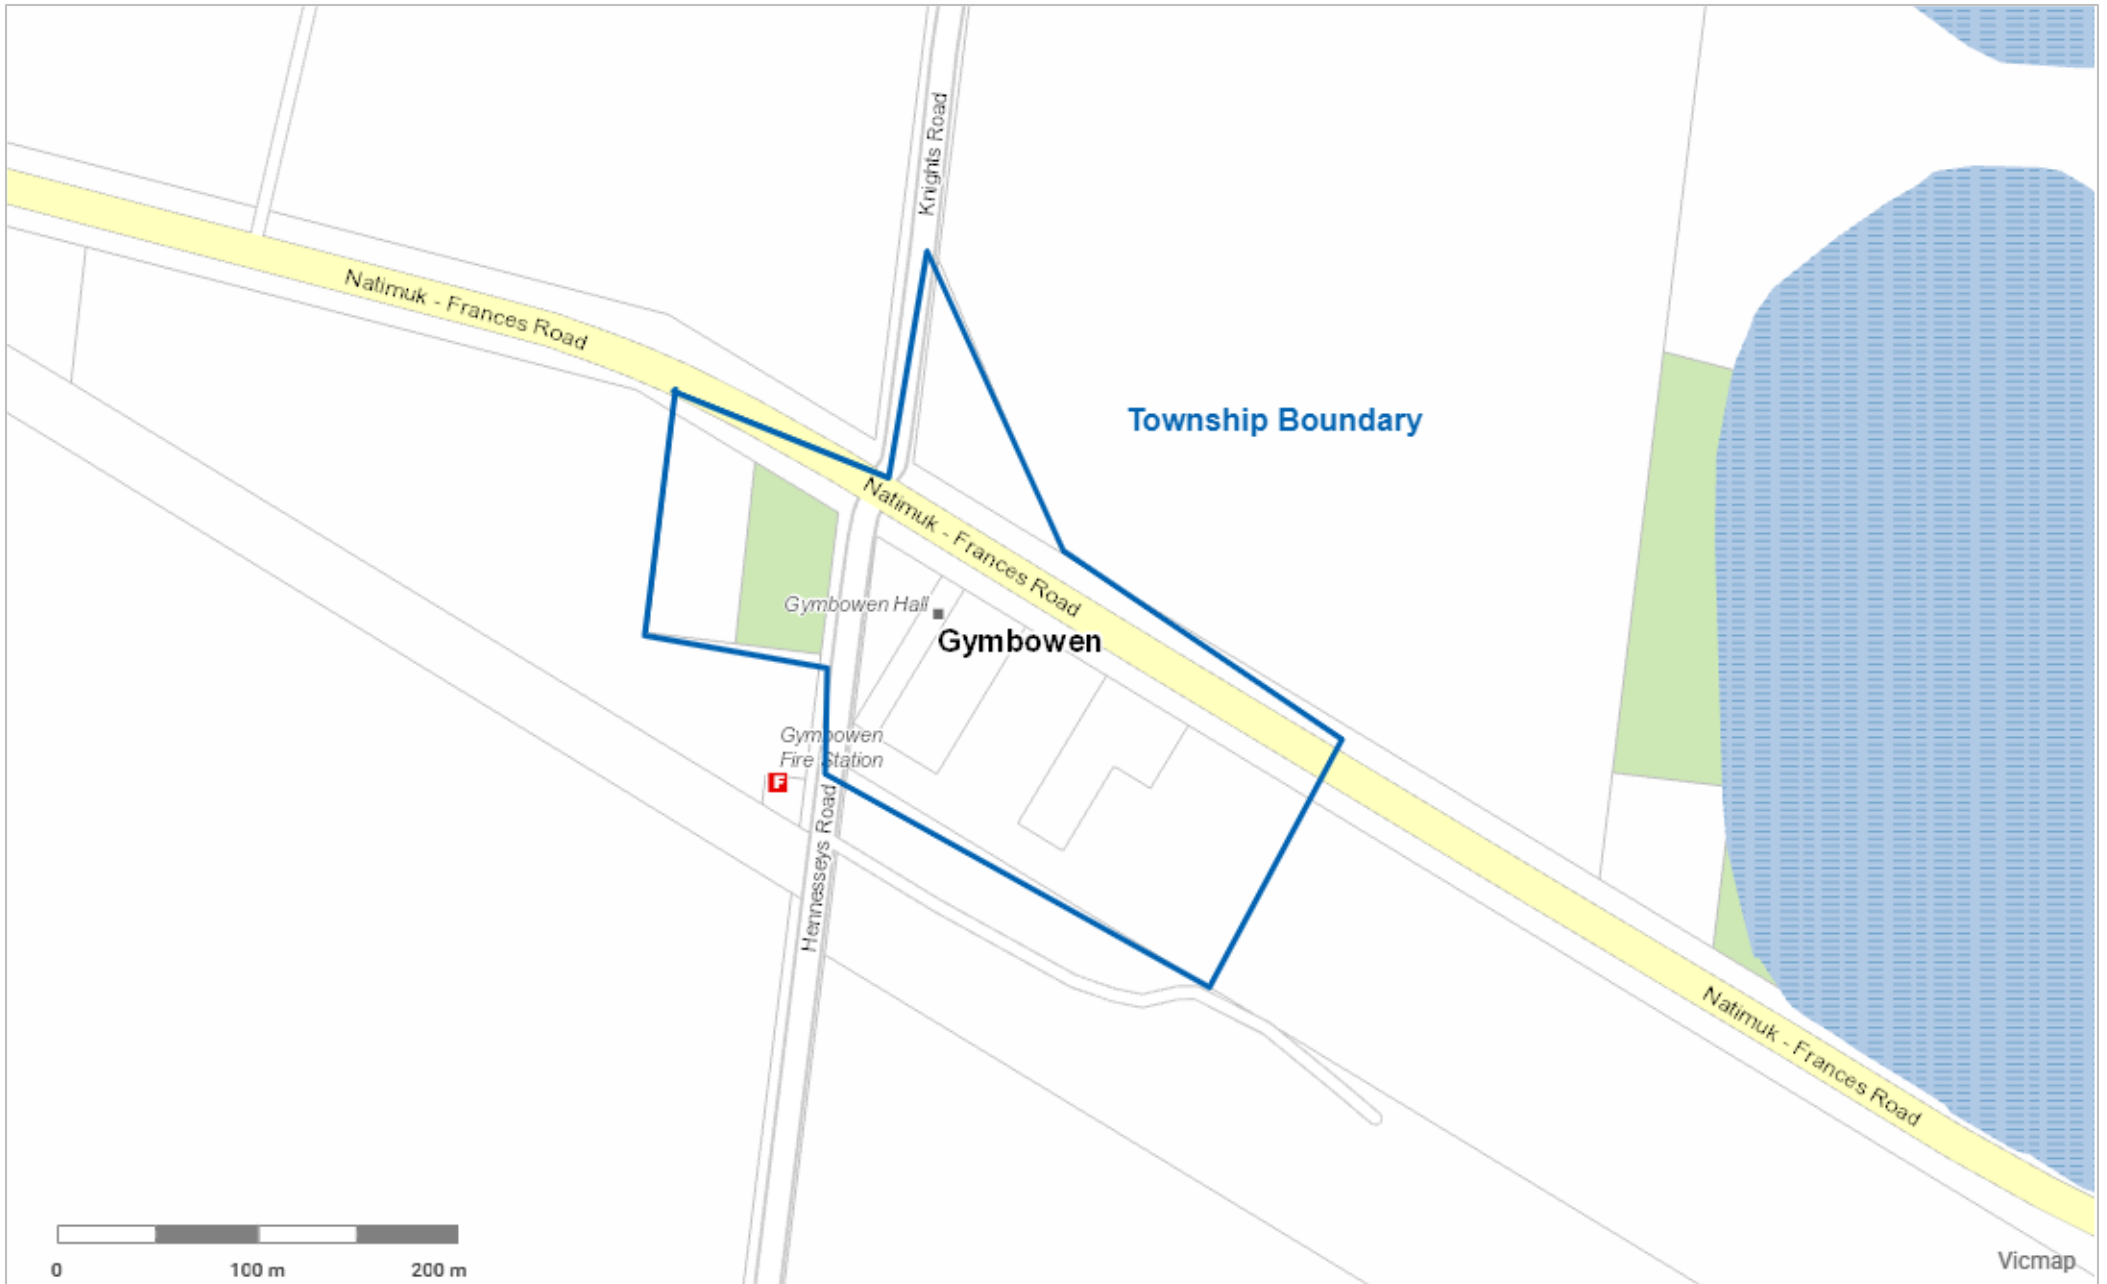 Knights Road
Natimuk - Frances Road
Township Boundary
Natimuk - Frances Road
Gymbowen Hall
Gymbowen
Gymbowen
Fire Station
F
Hennesseys Road
Natimuk - Frances Road
0
100 m
200 m
Vicmap